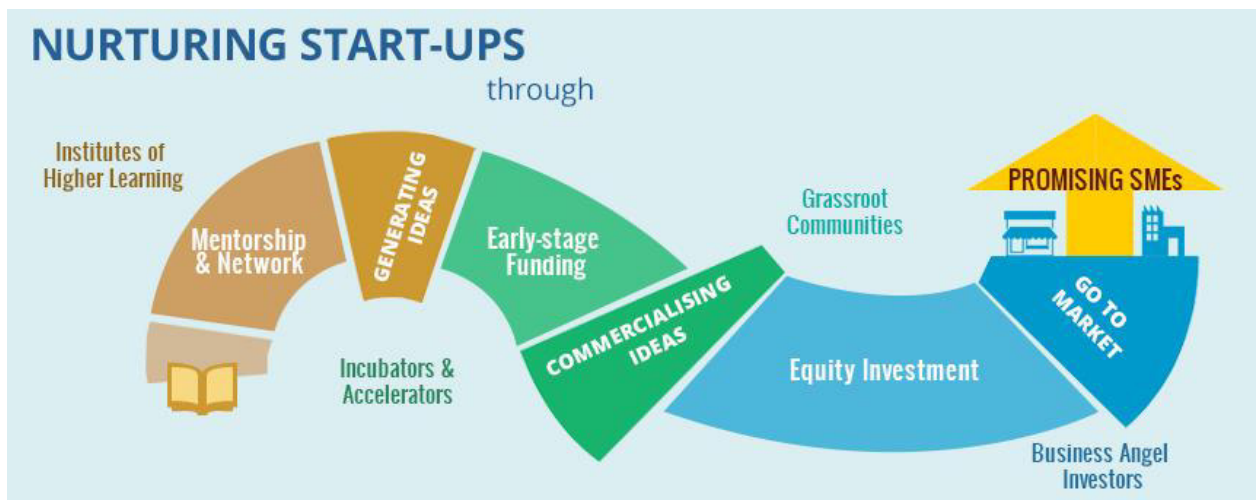 NURTURING START-UPS
through
Institutes of
Higher Learning
Mentorship
& Network
GENERATING
IDEAS
Early-stage
Funding
Incubators &
Accelerators
COMMERCIALISING
IDEAS
Grassroot
Communities
Equity Investment
PROMISING SMEs
GO TO
MARKET
Business Angel
Investors